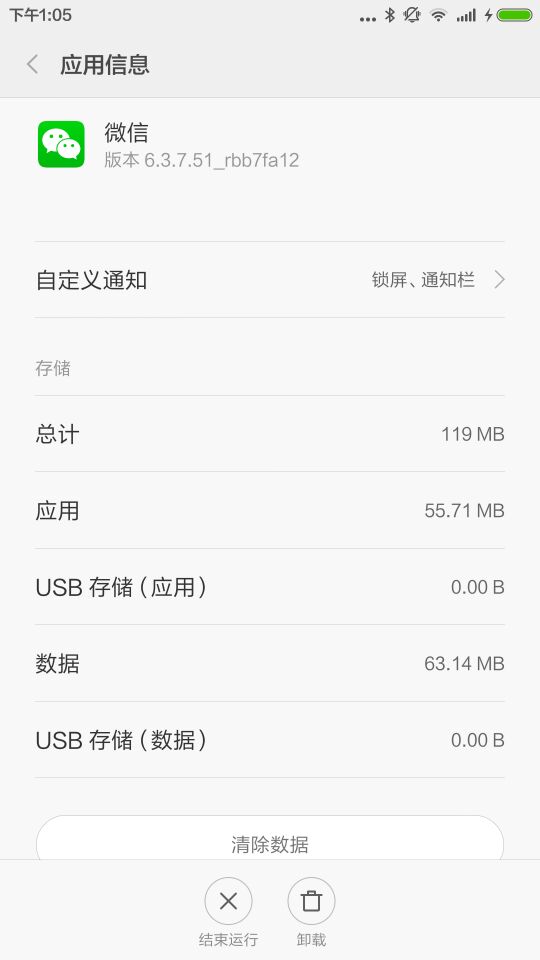 下午1:05
应用信息
微信
版本 6.3.7.51_rbb7fa12
自定义通知 锁屏、通知栏
存储
总计 119 MB
应用 55.71 MB
USB 存储(应用) 0.00 B
数据 63.14 MB
USB 存储(数据) 0.00 B
清除数据
结束运行 卸载